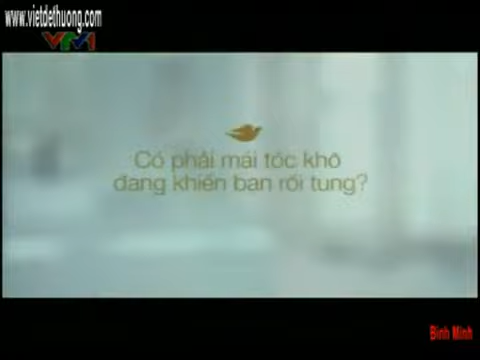 www.vietdethuong.com
VTV1
Có phải mái tóc khô
đang khiến bạn rối tung?
Bình Minh